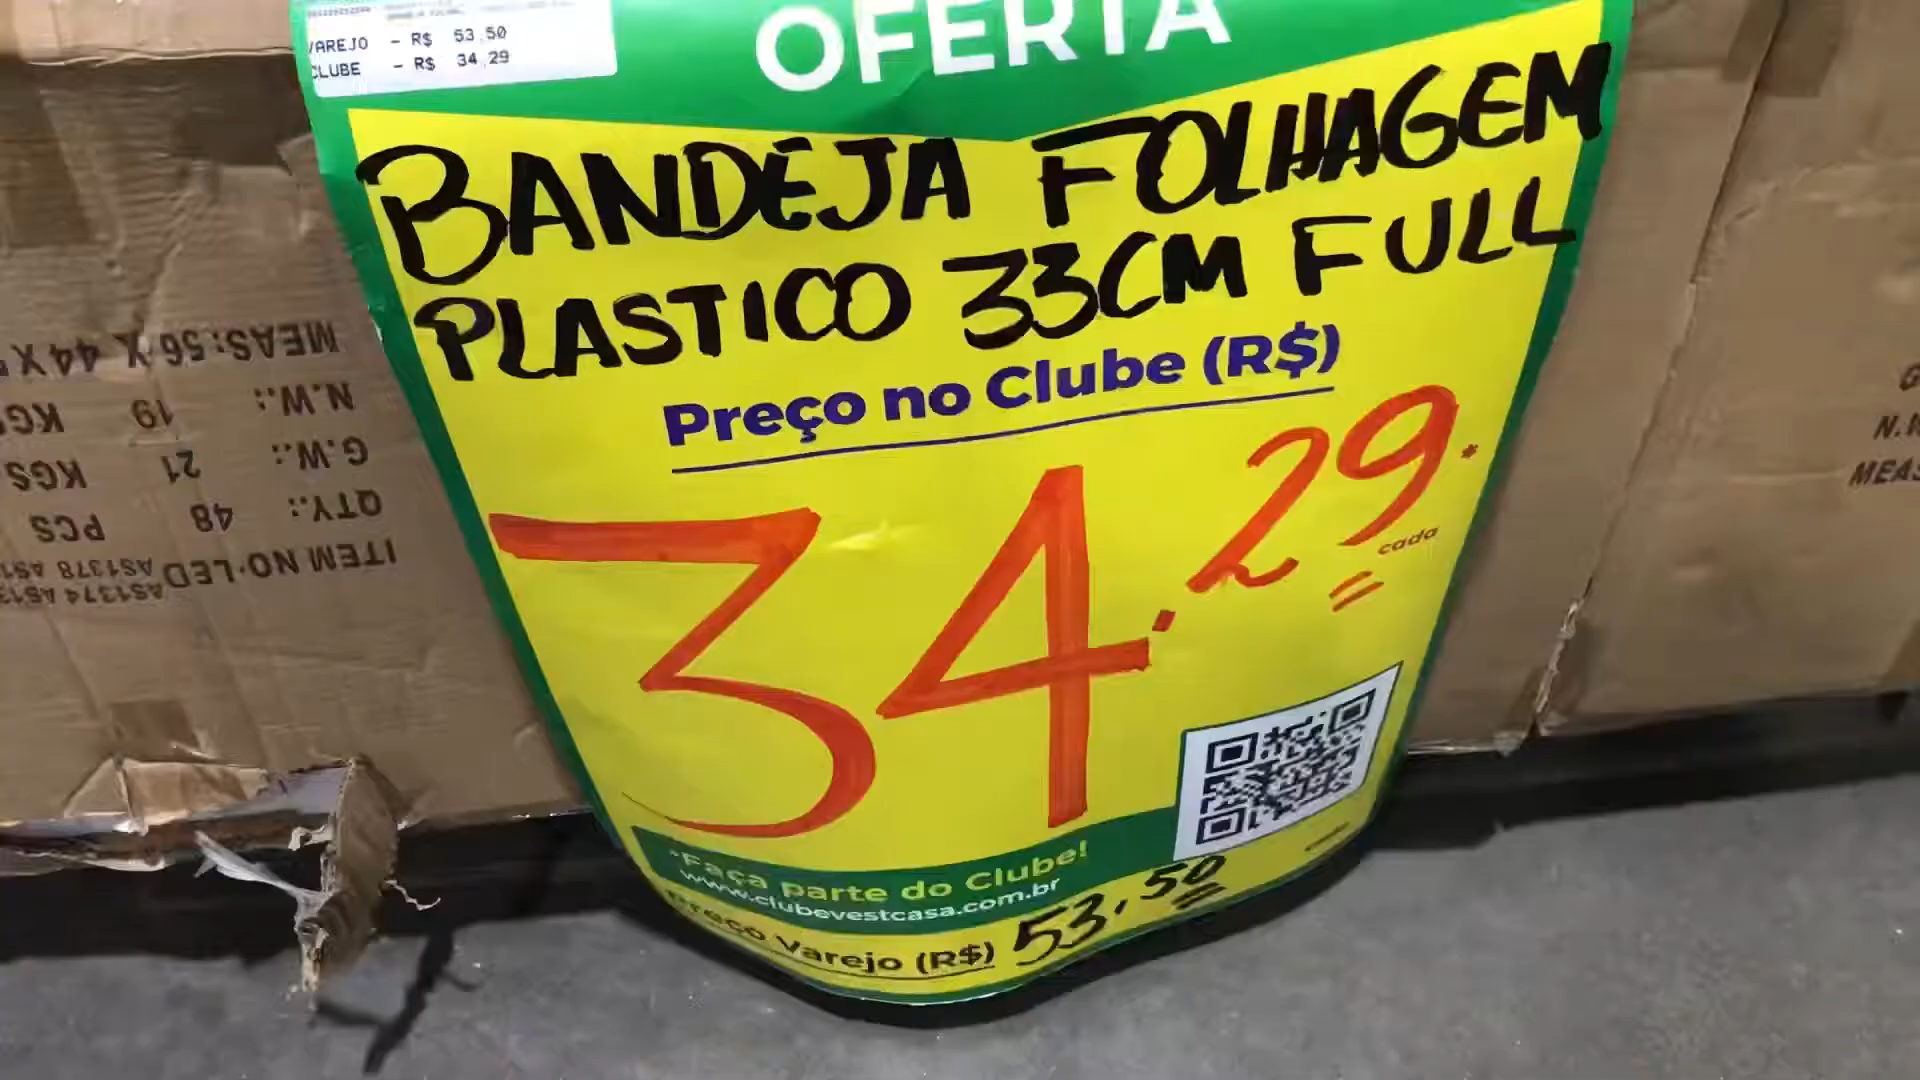 VAREJO - R$ 53,50
CLUBE - R$ 34,29
OFERTA
BANDEJA FOLHAGEM
PLASTICO 33CM FULL
Preço no Clube (R$)
34.29*
cada
*Faça parte do Clube!
www.clubevestcasa.com.br
Preço Varejo (R$) 53.50
MEAS:56 X 44 X
N.W.: 19 KGS
G.W.: 21 KGS
QTY.: 48 PCS
ITEM NO:LED
AS1378
AS1374
G
N.W
MEAS